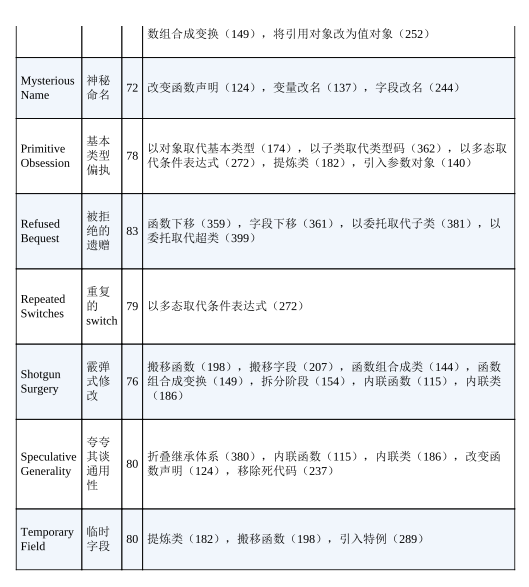 数组合成变换（149），将引用对象改为值对象（252）
Mysterious
Name
神秘
命名
72
改变函数声明（124），变量改名（137），字段改名（244）
Primitive
Obsession
基本
类型
偏执
78
以对象取代基本类型（174），以子类取代类型码（362），以多态取
代条件表达式（272），提炼类（182），引入参数对象（140）
Refused
Bequest
被拒
绝的
遗赠
83
函数下移（359），字段下移（361），以委托取代子类（381），以
委托取代超类（399）
Repeated
Switches
重复
的
switch
79
以多态取代条件表达式（272）
Shotgun
Surgery
霰弹
式修
改
76
搬移函数（198），搬移字段（207），函数组合成类（144），函数
组合成变换（149），拆分阶段（154），内联函数（115），内联类
（186）
Speculative
Generality
夸夸
其谈
通用
性
80
折叠继承体系（380），内联函数（115），内联类（186），改变函
数声明（124），移除死代码（237）
Temporary
Field
临时
字段
80
提炼类（182），搬移函数（198），引入特例（289）